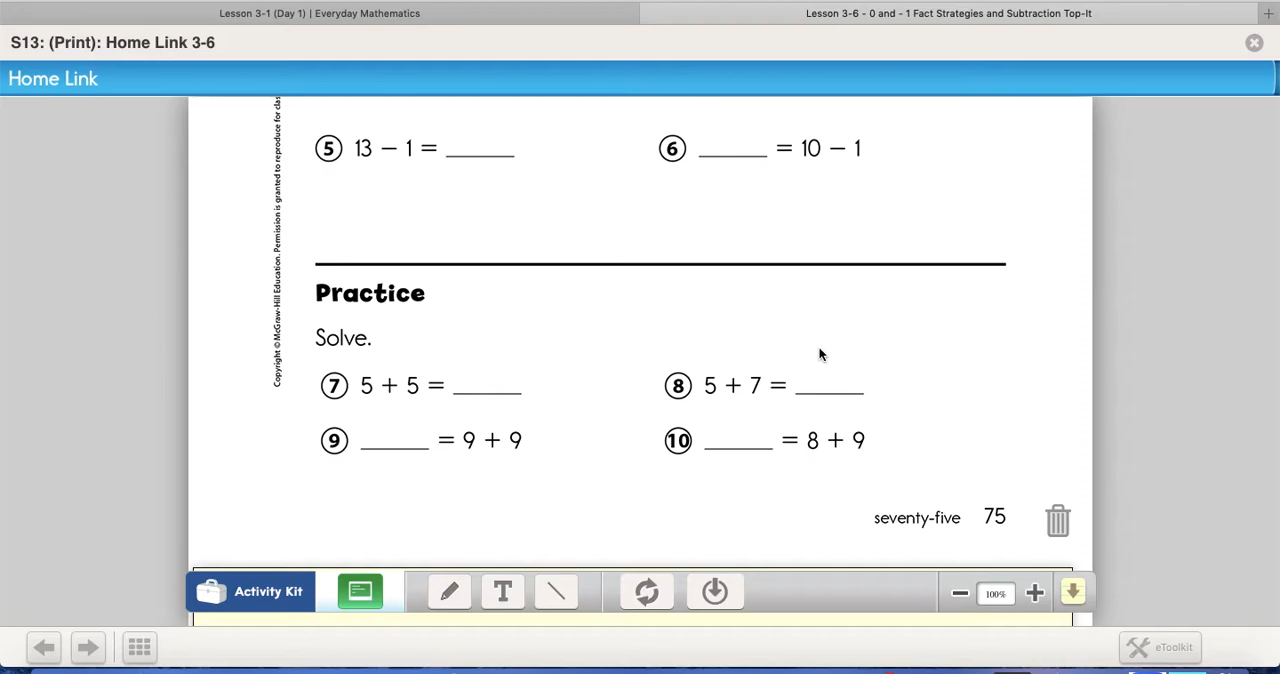 Lesson 3-1 (Day 1) | Everyday Mathematics
Lesson 3-6 - 0 and - 1 Fact Strategies and Subtraction Top-It
S13: (Print): Home Link 3-6
Home Link
Copyright © McGraw-Hill Education. Permission is granted to reproduce for clas
5 13 − 1 = ______
6 ______ = 10 − 1
Practice
Solve.
7 5 + 5 = ______
8 5 + 7 = ______
9 ______ = 9 + 9
10 ______ = 8 + 9
seventy-five 75
Activity Kit
T
100%
eToolkit